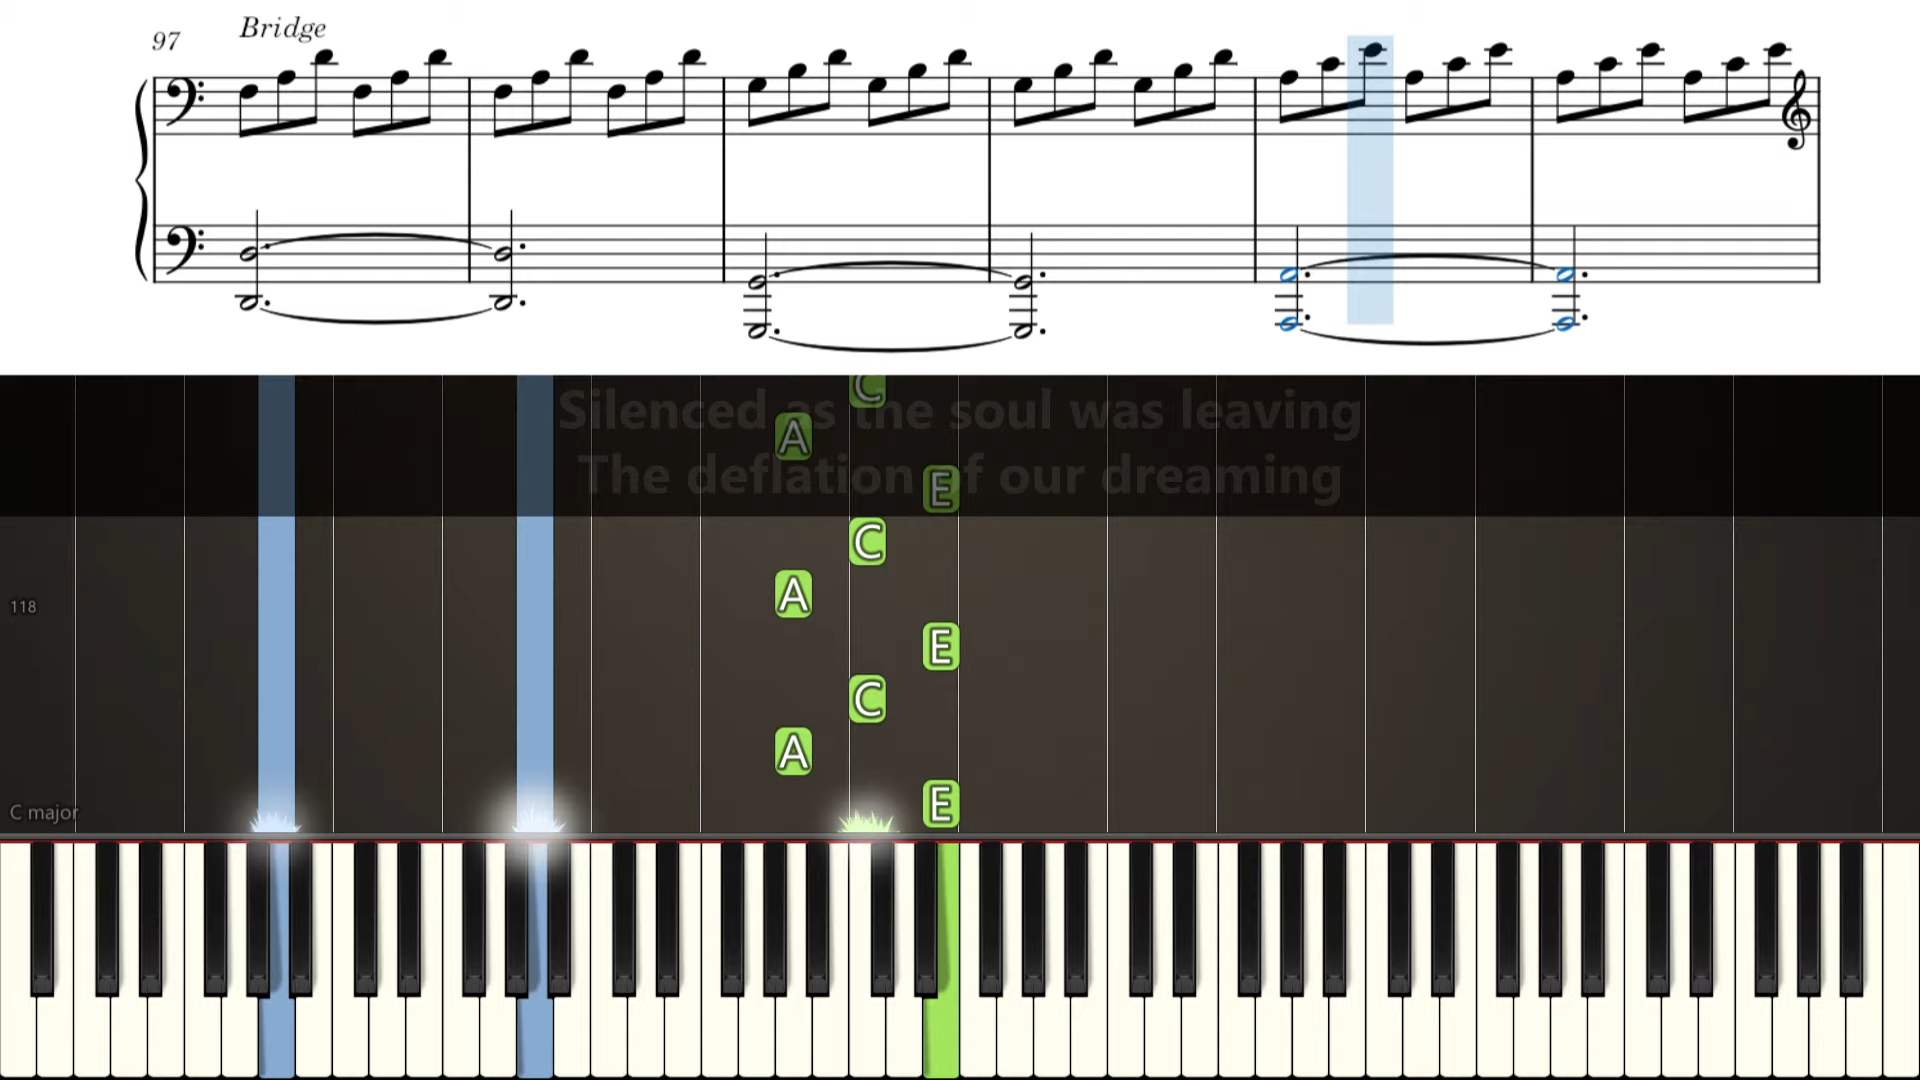 Bridge
97
C
Silenced as the soul was leaving
A
The deflation of our dreaming
E
C
A
118
E
C
A
E
C major